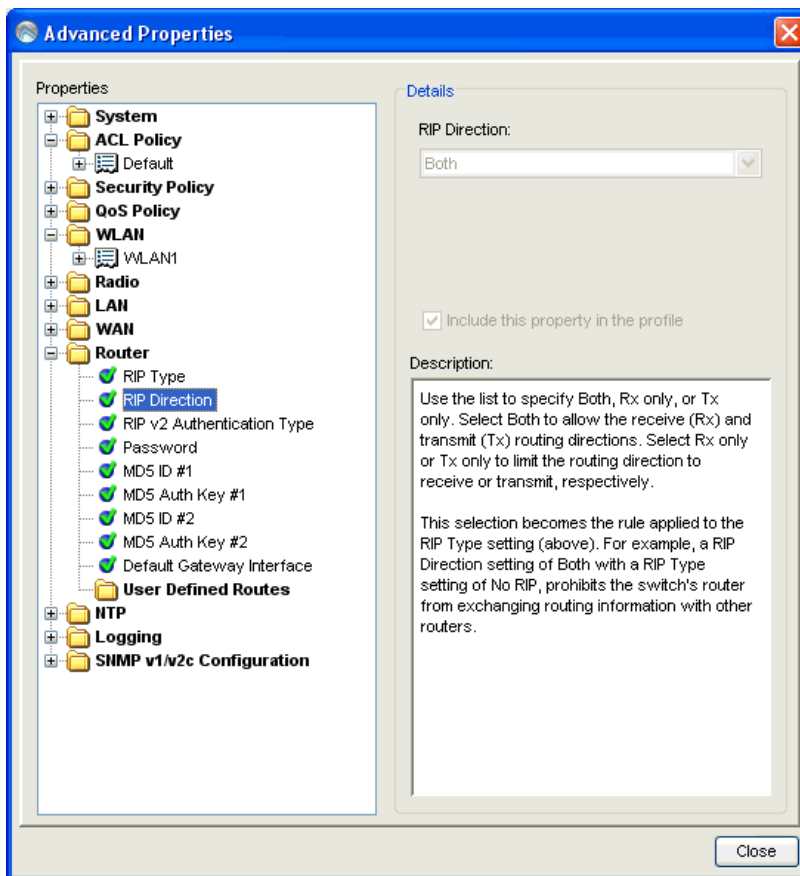 Advanced Properties
Properties
System
ACL Policy
Default
Security Policy
QoS Policy
WLAN
WLAN1
Radio
LAN
WAN
Router
RIP Type
RIP Direction
RIP v2 Authentication Type
Password
MD5 ID #1
MD5 Auth Key #1
MD5 ID #2
MD5 Auth Key #2
Default Gateway Interface
User Defined Routes
NTP
Logging
SNMP v1/v2c Configuration
Details
RIP Direction:
Both
Include this property in the profile
Description:
Use the list to specify Both, Rx only, or Tx
only. Select Both to allow the receive (Rx) and
transmit (Tx) routing directions. Select Rx only
or Tx only to limit the routing direction to
receive or transmit, respectively.
This selection becomes the rule applied to the
RIP Type setting (above). For example, a RIP
Direction setting of Both with a RIP Type
setting of No RIP, prohibits the switch's router
from exchanging routing information with other
routers.
Close